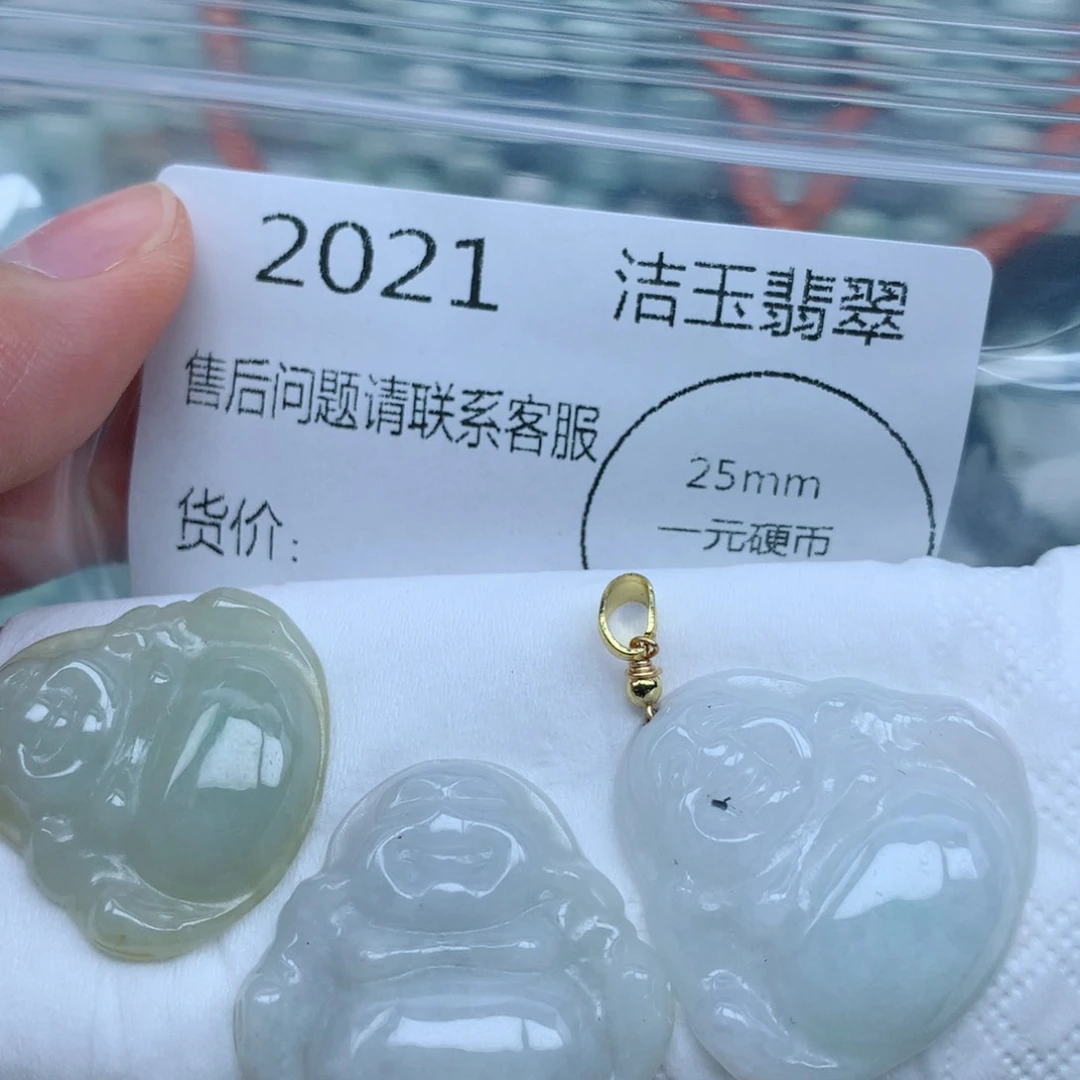 2021 洁玉翡翠
售后问题请联系客服
货价:
25mm
一元硬币